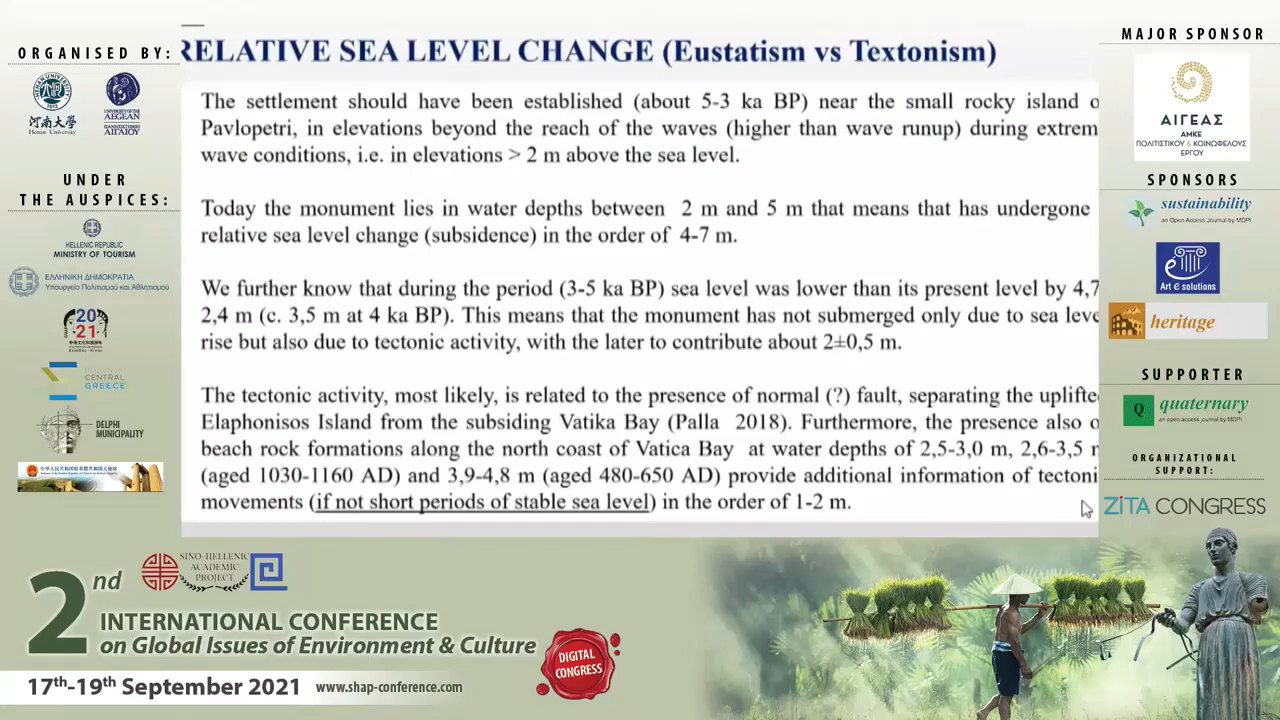 ORGANISED BY:
河南大学
Henan University
UNIVERSITY OF THE
AEGEAN
ΠΑΝΕΠΙΣΤΗΜΙΟ
ΑΙΓΑΙΟΥ
UNDER
THE AUSPICES:
HELLENIC REPUBLIC
MINISTRY OF TOURISM
ΕΛΛΗΝΙΚΗ ΔΗΜΟΚΡΑΤΙΑ
Υπουργείο Πολιτισμού και Αθλητισμού
20
21
CENTRAL
GREECE
DELPHI
MUNICIPALITY
RELATIVE SEA LEVEL CHANGE (Eustatism vs Textonism)
The settlement should have been established (about 5-3 ka BP) near the small rocky island o
Pavlopetri, in elevations beyond the reach of the waves (higher than wave runup) during extrem
wave conditions, i.e. in elevations > 2 m above the sea level.
Today the monument lies in water depths between 2 m and 5 m that means that has undergone
relative sea level change (subsidence) in the order of 4-7 m.
We further know that during the period (3-5 ka BP) sea level was lower than its present level by 4,7
2,4 m (c. 3,5 m at 4 ka BP). This means that the monument has not submerged only due to sea leve
rise but also due to tectonic activity, with the later to contribute about 2±0,5 m.
The tectonic activity, most likely, is related to the presence of normal (?) fault, separating the uplifte
Elaphonisos Island from the subsiding Vatika Bay (Palla 2018). Furthermore, the presence also o
beach rock formations along the north coast of Vatica Bay at water depths of 2,5-3,0 m, 2,6-3,5 r
(aged 1030-1160 AD) and 3,9-4,8 m (aged 480-650 AD) provide additional information of tectoni
movements (if not short periods of stable sea level) in the order of 1-2 m.
MAJOR SPONSOR
ΑΙΓΕΑΣ
ΑΜΚΕ
ΠΟΛΙΤΙΣΤΙΚΟΥ & ΚΟΙΝΩΦΕΛΟΥΣ
ΕΡΓΟΥ
SPONSORS
sustainability
an Open Access Journal by MDPI
Art e solutions
heritage
SUPPORTER
Q
quaternary
an open access journal by MDPI
ORGANIZATIONAL
SUPPORT:
ZITA CONGRESS
SINO-HELLENIC
ACADEMIC
PROJECT
2nd
INTERNATIONAL CONFERENCE
on Global Issues of Environment & Culture
DIGITAL
CONGRESS
17th-19th September 2021 www.shap-conference.com